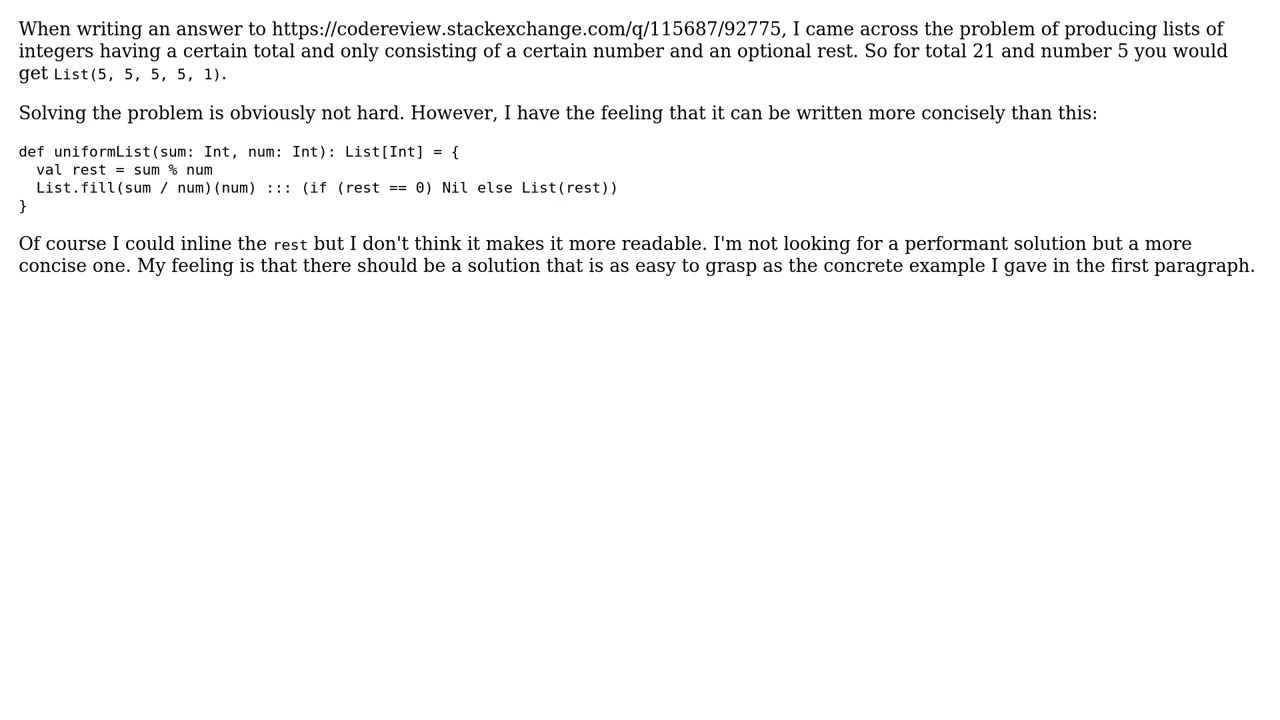 When writing an answer to https://codereview.stackexchange.com/q/115687/92775, I came across the problem of producing lists of
integers having a certain total and only consisting of a certain number and an optional rest. So for total 21 and number 5 you would
get List(5, 5, 5, 5, 1).
Solving the problem is obviously not hard. However, I have the feeling that it can be written more concisely than this:
def uniformList(sum: Int, num: Int): List[Int] = {
  val rest = sum % num
  List.fill(sum / num)(num) ::: (if (rest == 0) Nil else List(rest))
}
Of course I could inline the rest but I don't think it makes it more readable. I'm not looking for a performant solution but a more
concise one. My feeling is that there should be a solution that is as easy to grasp as the concrete example I gave in the first paragraph.